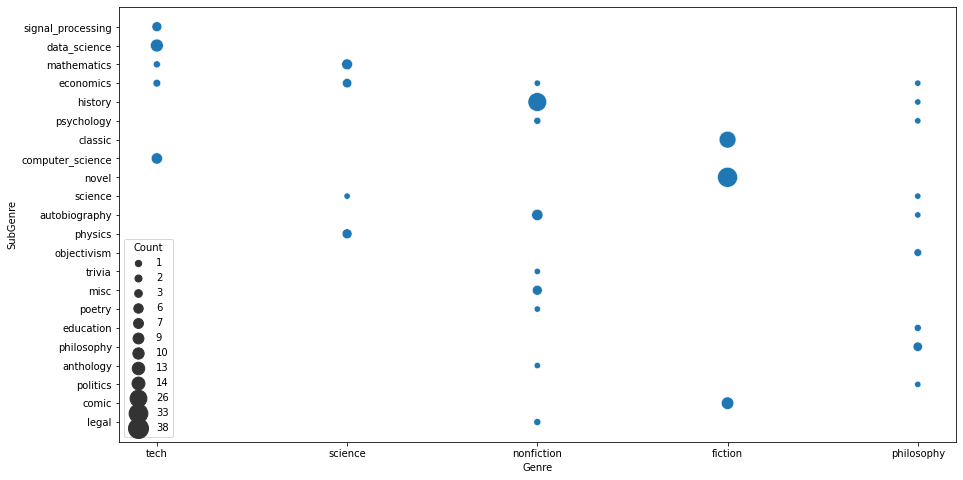 signal_processing
data_science
mathematics
economics
history
psychology
classic
computer_science
novel
science
autobiography
physics
objectivism
trivia
misc
poetry
education
philosophy
anthology
politics
comic
legal
SubGenre
Count
1
2
3
6
7
9
10
13
14
26
33
38
tech science nonfiction fiction philosophy
Genre